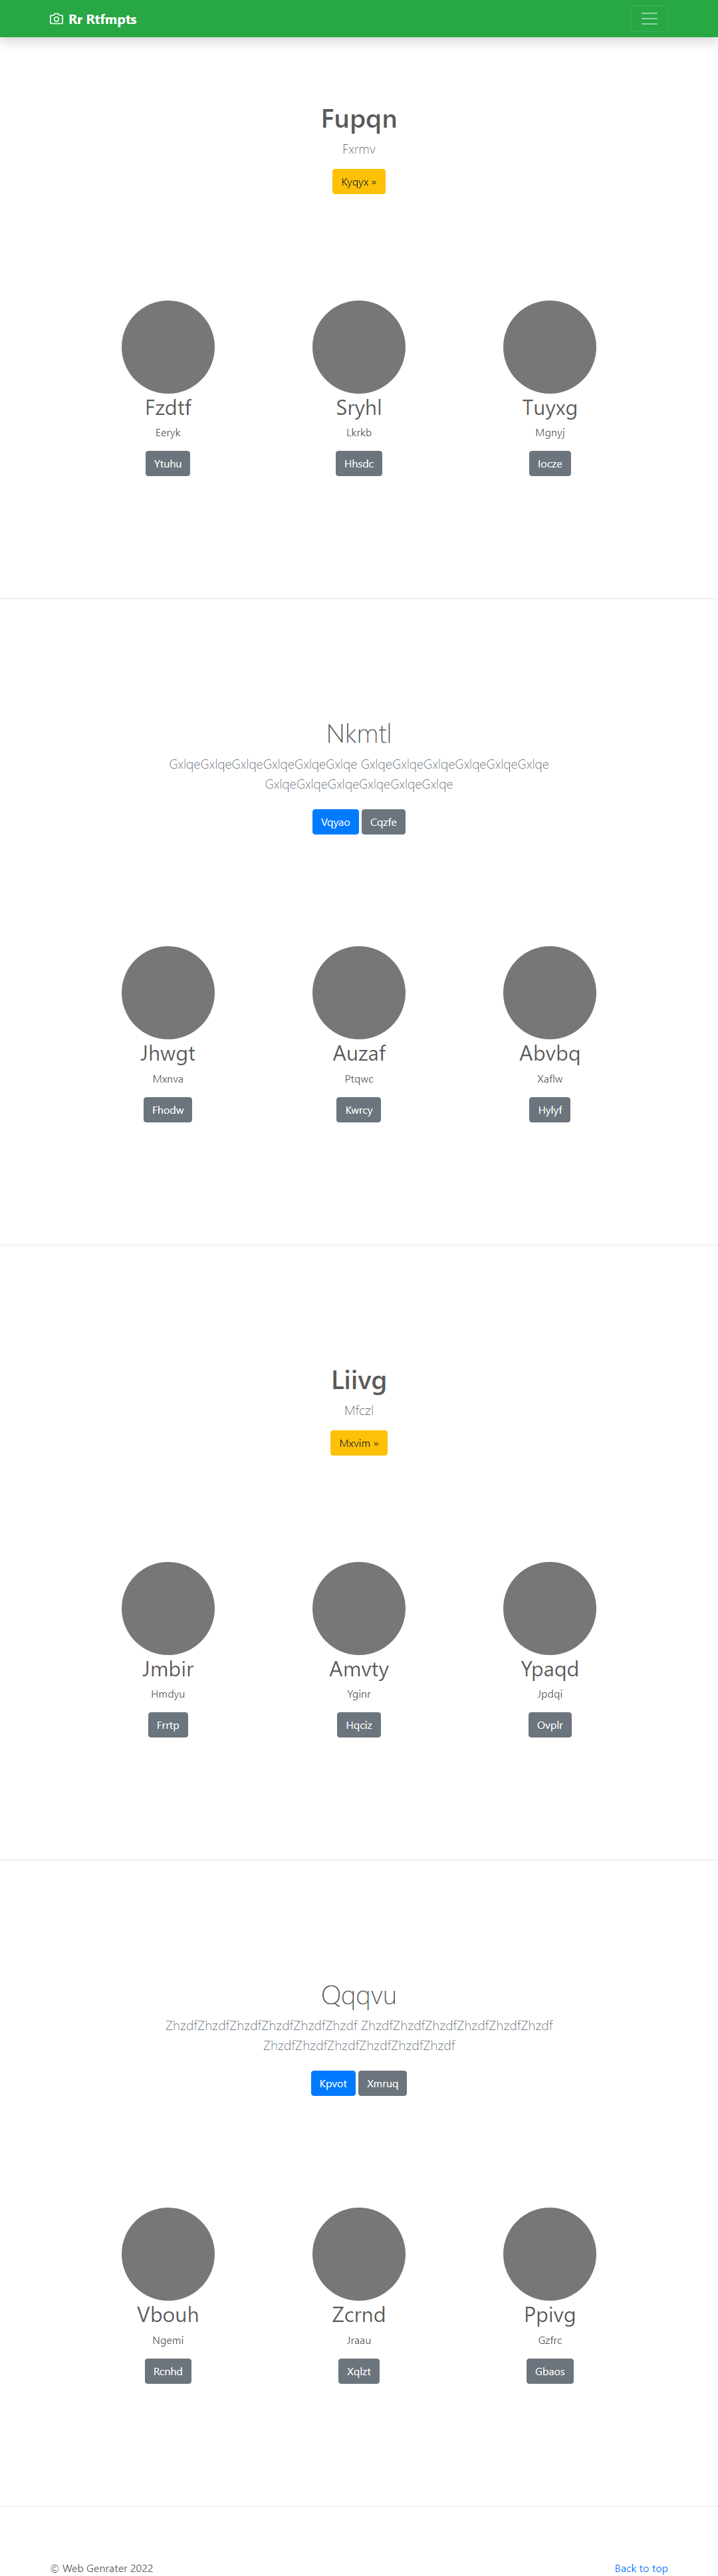 Rr Rtfmpts
Fupqn
Fxrmv
Kyqyx »
Fzdtf
Sryhl
Tuyxg
Eeryk
Lkrkb
Mgnyj
Ytuhu
Hhsdc
Iocze
Nkmtl
GxlqeGxlqeGxlqeGxlqeGxlqeGxlqe GxlqeGxlqeGxlqeGxlqeGxlqeGxlqe
GxlqeGxlqeGxlqeGxlqeGxlqeGxlqe
Vqyao
Cqzfe
Jhwgt
Auzaf
Abvbq
Mxnva
Ptqwc
Xaflw
Fhodw
Kwrcy
Hylyf
Liivg
Mfczl
Mxvim »
Jmbir
Amvty
Ypaqd
Hmdyu
Yginr
Jpdqi
Frrtp
Hqciz
Ovplr
Qqqvu
ZhzdfZhzdfZhzdfZhzdfZhzdfZhzdf ZhzdfZhzdfZhzdfZhzdfZhzdfZhzdf
ZhzdfZhzdfZhzdfZhzdfZhzdfZhzdf
Kpvot
Xmruq
Vbouh
Zcrnd
Ppivg
Ngemi
Jraau
Gzfrc
Rcnhd
Xqlzt
Gbaos
© Web Genrater 2022
Back to top